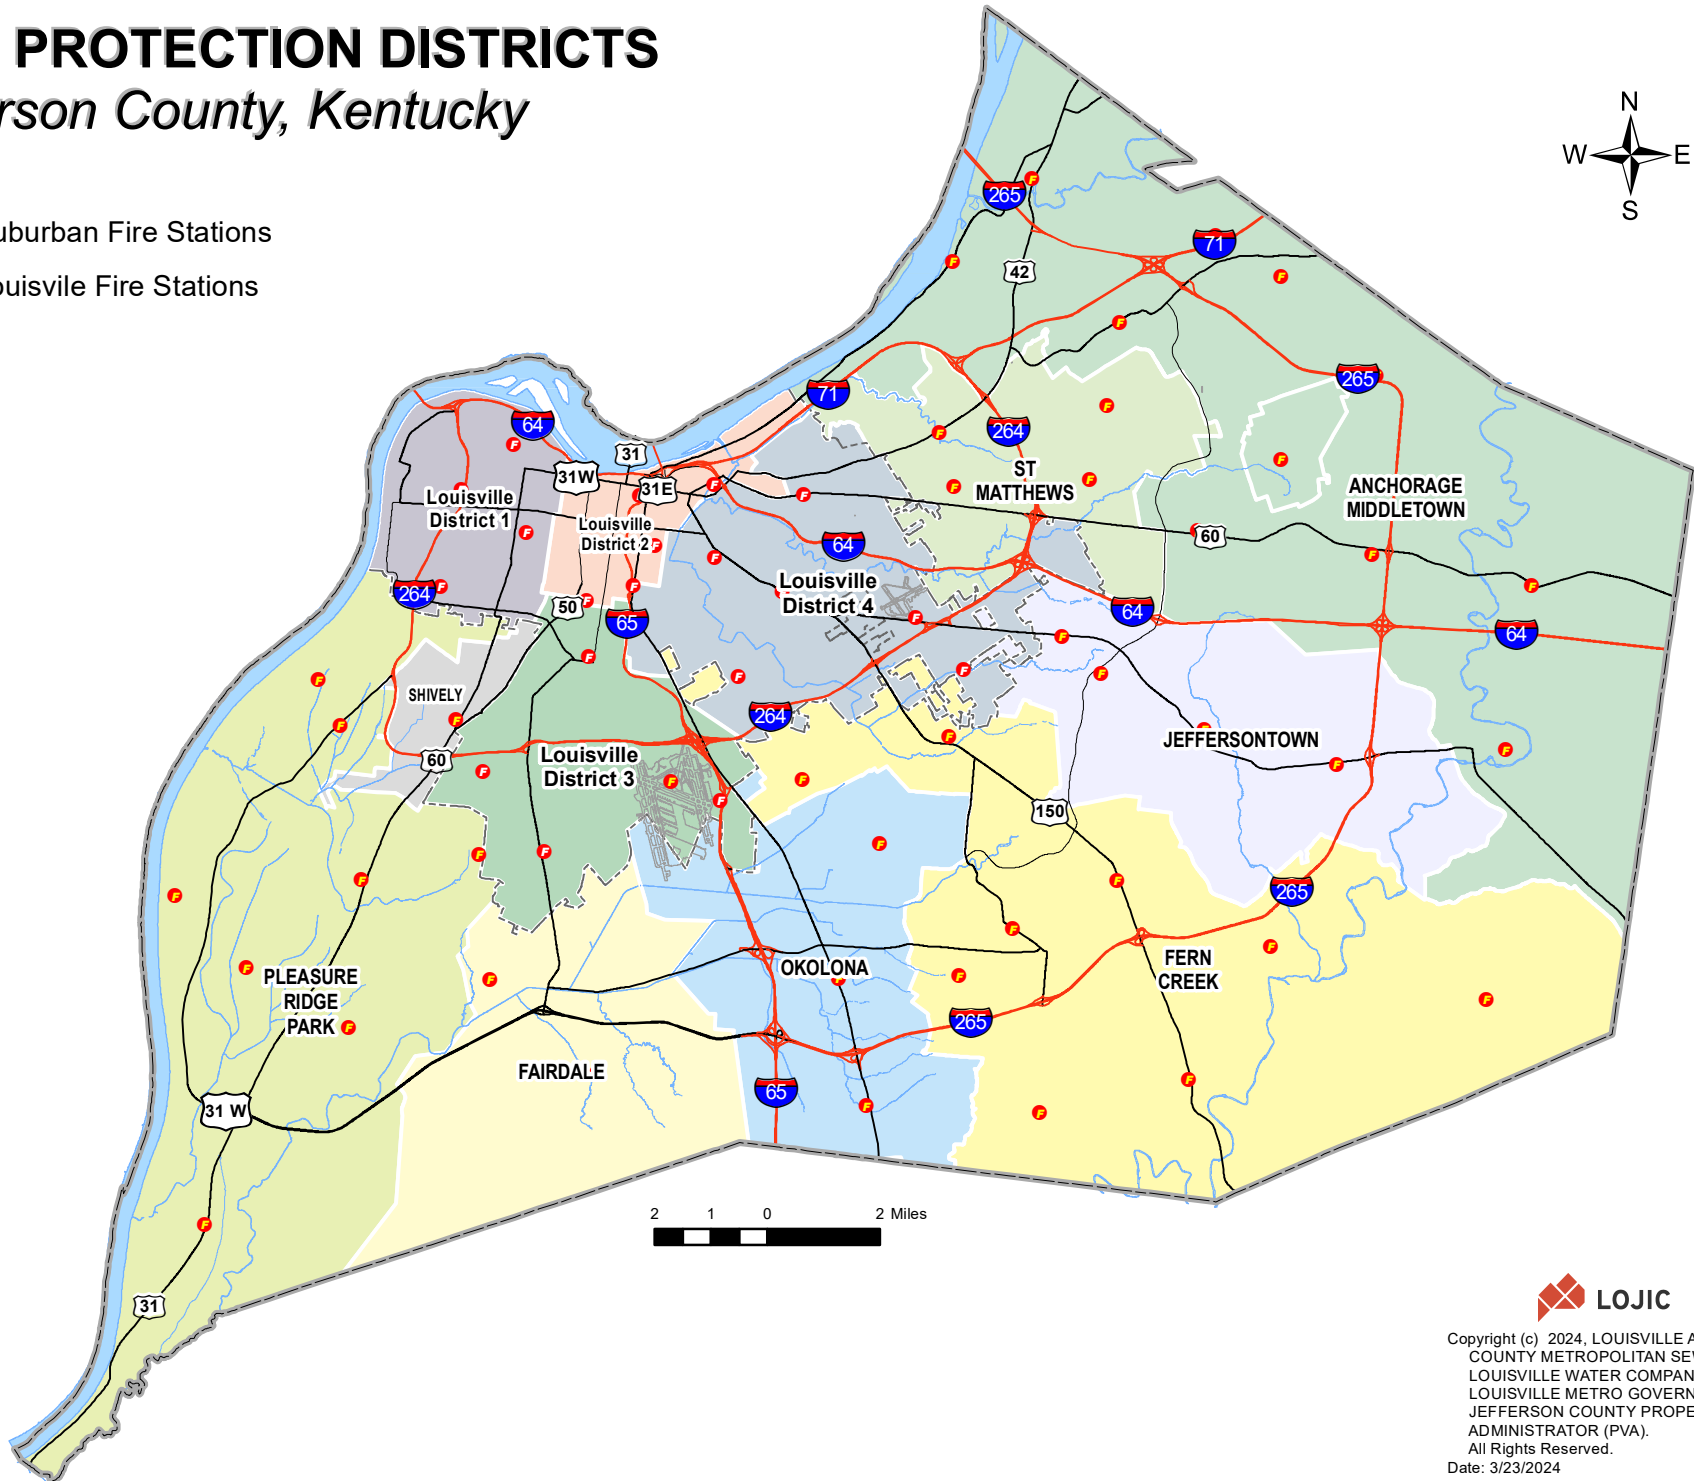 PROTECTION DISTRICTS
rson County, Kentucky
uburban Fire Stations
ouisvile Fire Stations
N
W E
S
265
71
42
265
71
264
64
31
31W
31E
ST
MATTHEWS
ANCHORAGE
MIDDLETOWN
Louisville
District 1
Louisville
District 2
60
64
Louisville
District 4
264
50
65
64
64
SHIVELY
264
60
Louisville
District 3
JEFFERSONTOWN
150
265
PLEASURE
RIDGE
PARK
OKOLONA
FERN
CREEK
265
FAIRDALE
65
31 W
2 1 0 2 Miles
31
LOJIC
Copyright (c) 2024, LOUISVILLE A
COUNTY METROPOLITAN SE
LOUISVILLE WATER COMPAN
LOUISVILLE METRO GOVERN
JEFFERSON COUNTY PROPE
ADMINISTRATOR (PVA).
All Rights Reserved.
Date: 3/23/2024